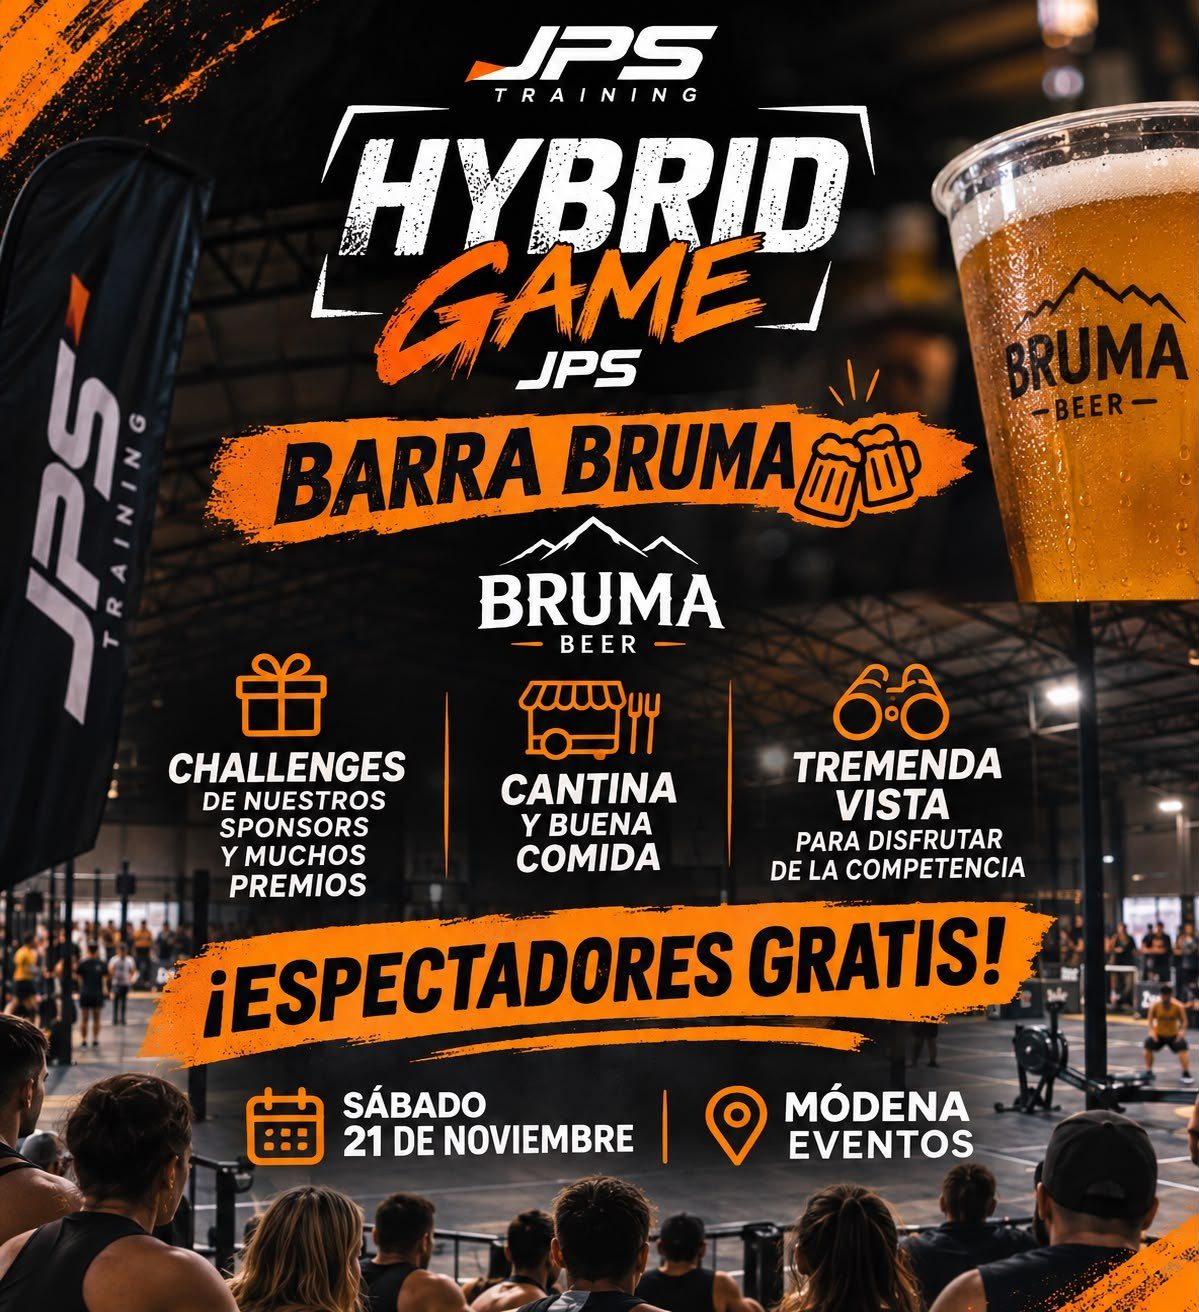 JPS
TRAINING
HYBRID
GAME
JPS
JPS
TRAINING
BRUMA
BEER
BARRA BRUMA
BRUMA
BEER
CHALLENGES
DE NUESTROS
SPONSORS
Y MUCHOS
PREMIOS
CANTINA
Y BUENA
COMIDA
TREMENDA
VISTA
PARA DISFRUTAR
DE LA COMPETENCIA
¡ESPECTADORES GRATIS!
SÁBADO
21 DE NOVIEMBRE
MÓDENA
EVENTOS